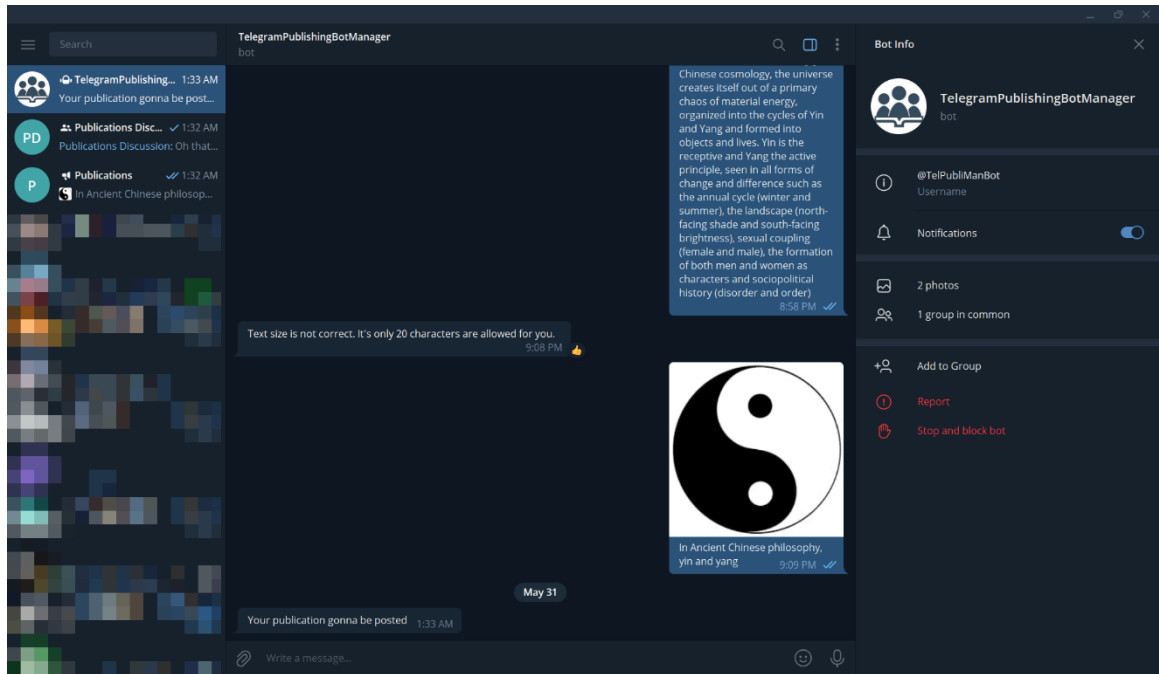 Search
TelegramPublishing... 1:33 AM
Your publication gonna be post...
PD
Publications Disc... 1:32 AM
Publications Discussion: Oh that...
P
Publications 1:32 AM
In Ancient Chinese philosop...
TelegramPublishingBotManager
bot
Chinese cosmology, the universe
creates itself out of a primary
chaos of material energy,
organized into the cycles of Yin
and Yang and formed into
objects and lives. Yin is the
receptive and Yang the active
principle, seen in all forms of
change and difference such as
the annual cycle (winter and
summer), the landscape (north-
facing shade and south-facing
brightness), sexual coupling
(female and male), the formation
of both men and women as
characters and sociopolitical
history (disorder and order)
8:58 PM
Text size is not correct. It's only 20 characters are allowed for you.
9:08 PM
In Ancient Chinese philosophy,
yin and yang 9:09 PM
May 31
Your publication gonna be posted 1:33 AM
Write a message...
Bot Info
TelegramPublishingBotManager
bot
@TelPubliManBot
Username
Notifications
2 photos
1 group in common
Add to Group
Report
Stop and block bot